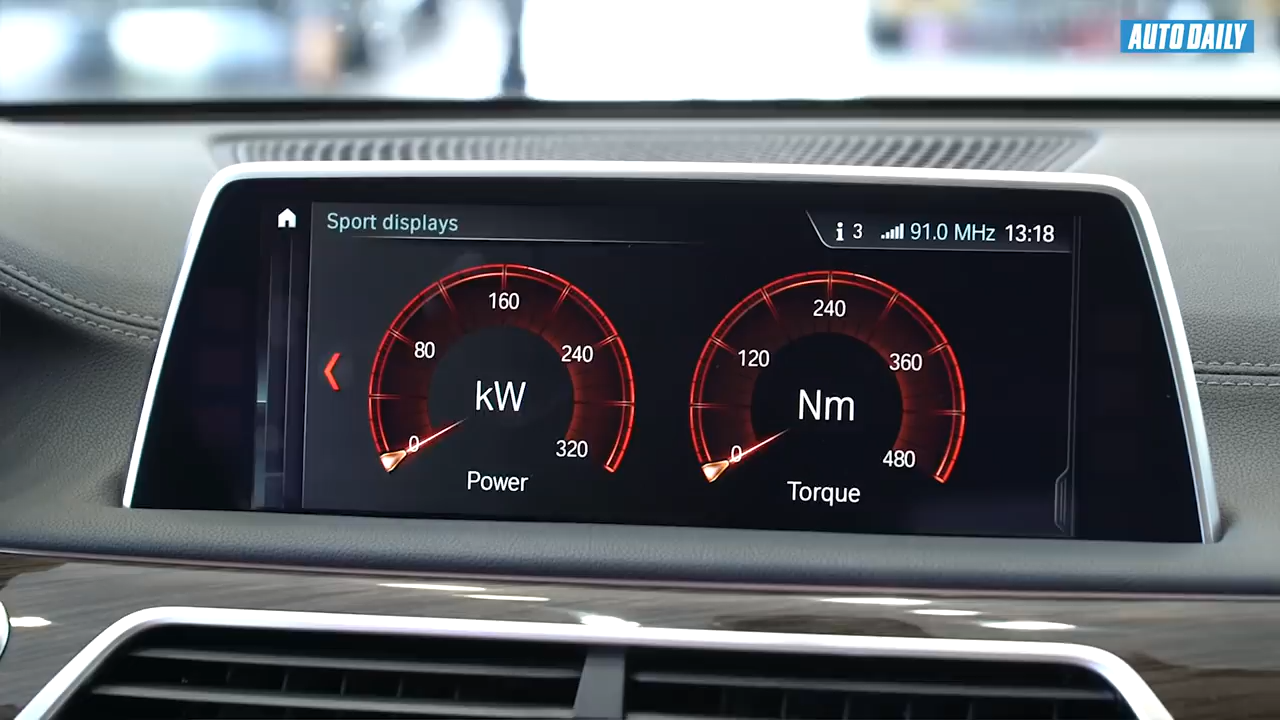 AUTO DAILY
Sport displays
i 3 91.0 MHz 13:18
160
80
240
kW
0
320
Power
240
120
360
Nm
0
480
Torque